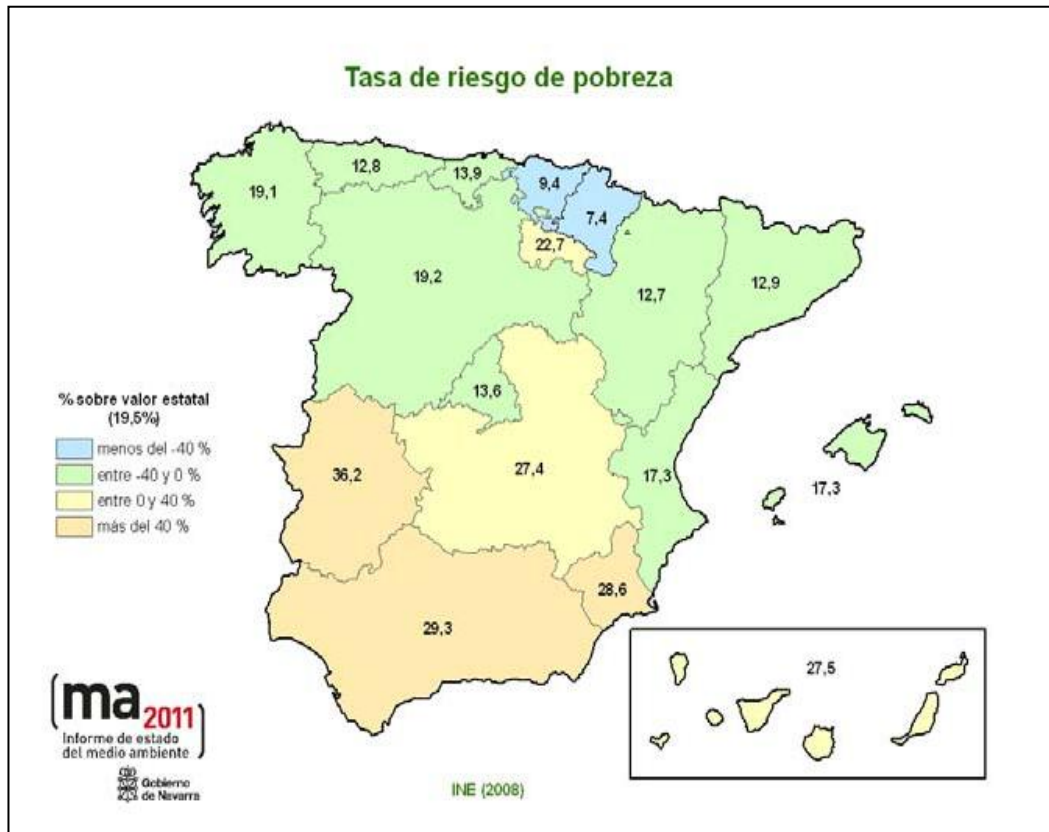 Tasa de riesgo de pobreza
19,1
12,8
13,9
9,4
7,4
22,7
19,2
12,7
12,9
13,6
% sobre valor estatal
(19,5%)
menos del -40 %
entre -40 y 0 %
entre 0 y 40 %
más del 40 %
36,2
27,4
17,3
17,3
28,6
29,3
27,5
(ma 2011)
Informe de estado
del medio ambiente
Gobierno
de Navarra
INE (2008)